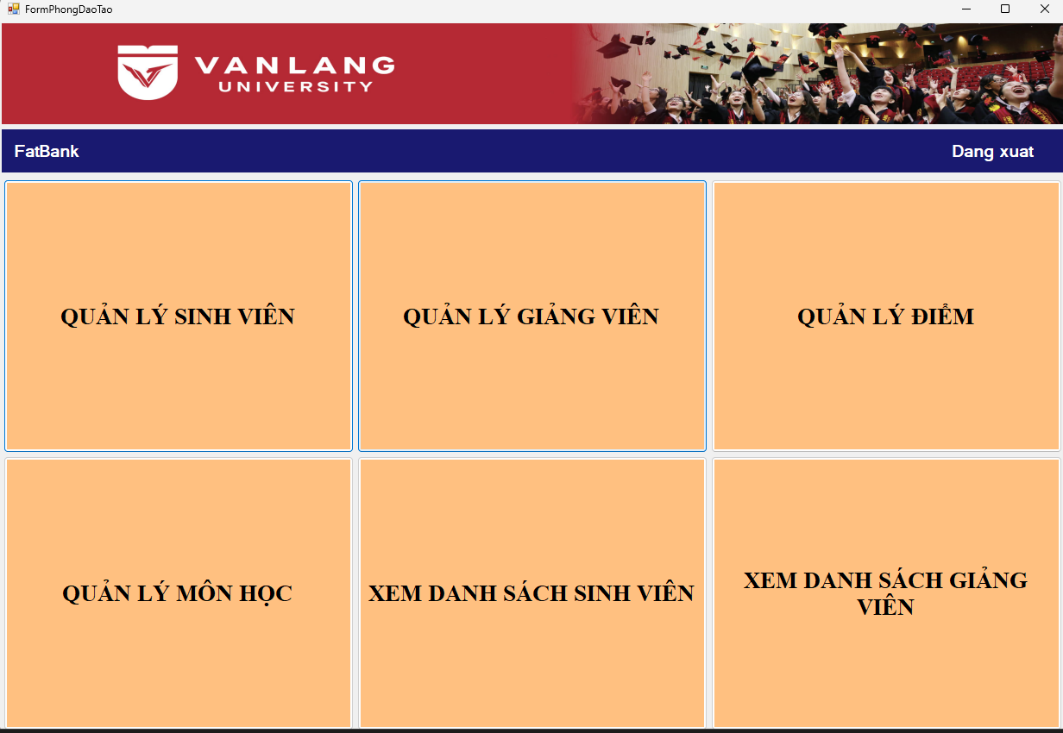 FormPhongDaoTao
VANLANG
UNIVERSITY
FatBank
Dang xuat
QUẢN LÝ SINH VIÊN
QUẢN LÝ GIẢNG VIÊN
QUẢN LÝ ĐIỂM
QUẢN LÝ MÔN HỌC
XEM DANH SÁCH SINH VIÊN
XEM DANH SÁCH GIẢNG
VIÊN